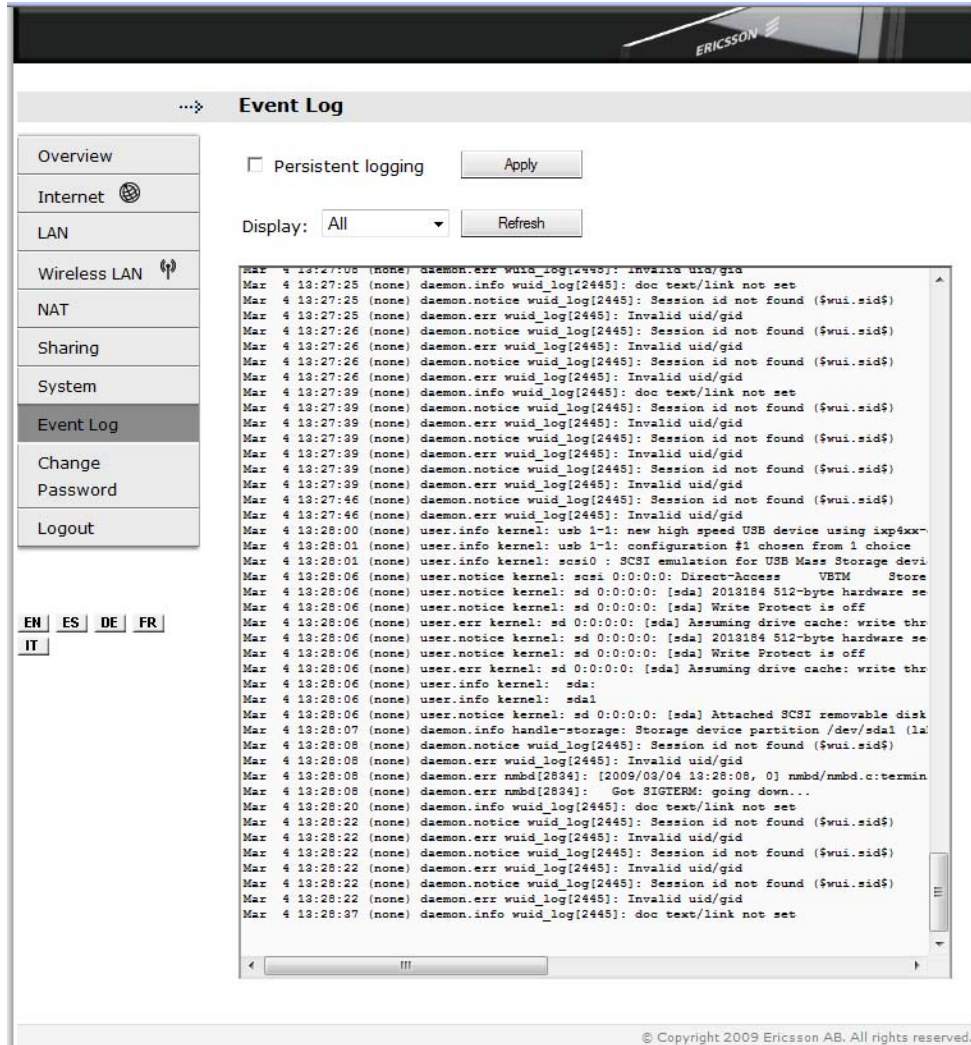 ERICSSON
Event Log
Overview
Internet
LAN
Wireless LAN
NAT
Sharing
System
Event Log
Change
Password
Logout
EN ES DE FR
IT
Persistent logging Apply
Display: All Refresh
Mar 4 13:27:08 (none) daemon.err wuid_log[2445]: Invalid uid/gid
Mar 4 13:27:25 (none) daemon.info wuid_log[2445]: doc text/link not set
Mar 4 13:27:25 (none) daemon.notice wuid_log[2445]: Session id not found ($wui.sid$)
Mar 4 13:27:25 (none) daemon.err wuid_log[2445]: Invalid uid/gid
Mar 4 13:27:26 (none) daemon.notice wuid_log[2445]: Session id not found ($wui.sid$)
Mar 4 13:27:26 (none) daemon.err wuid_log[2445]: Invalid uid/gid
Mar 4 13:27:26 (none) daemon.notice wuid_log[2445]: Session id not found ($wui.sid$)
Mar 4 13:27:26 (none) daemon.err wuid_log[2445]: Invalid uid/gid
Mar 4 13:27:39 (none) daemon.info wuid_log[2445]: doc text/link not set
Mar 4 13:27:39 (none) daemon.notice wuid_log[2445]: Session id not found ($wui.sid$)
Mar 4 13:27:39 (none) daemon.err wuid_log[2445]: Invalid uid/gid
Mar 4 13:27:39 (none) daemon.notice wuid_log[2445]: Session id not found ($wui.sid$)
Mar 4 13:27:39 (none) daemon.err wuid_log[2445]: Invalid uid/gid
Mar 4 13:27:39 (none) daemon.notice wuid_log[2445]: Session id not found ($wui.sid$)
Mar 4 13:27:39 (none) daemon.err wuid_log[2445]: Invalid uid/gid
Mar 4 13:27:46 (none) daemon.notice wuid_log[2445]: Session id not found ($wui.sid$)
Mar 4 13:27:46 (none) daemon.err wuid_log[2445]: Invalid uid/gid
Mar 4 13:28:00 (none) user.info kernel: usb 1-1: new high speed USB device using ixp4xx-
Mar 4 13:28:01 (none) user.info kernel: usb 1-1: configuration #1 chosen from 1 choice
Mar 4 13:28:01 (none) user.info kernel: scsi0 : SCSI emulation for USB Mass Storage devi
Mar 4 13:28:06 (none) user.notice kernel: scsi 0:0:0:0: Direct-Access VBTM Store
Mar 4 13:28:06 (none) user.notice kernel: sd 0:0:0:0: [sda] 2013184 512-byte hardware se
Mar 4 13:28:06 (none) user.notice kernel: sd 0:0:0:0: [sda] Write Protect is off
Mar 4 13:28:06 (none) user.err kernel: sd 0:0:0:0: [sda] Assuming drive cache: write thr
Mar 4 13:28:06 (none) user.notice kernel: sd 0:0:0:0: [sda] 2013184 512-byte hardware se
Mar 4 13:28:06 (none) user.notice kernel: sd 0:0:0:0: [sda] Write Protect is off
Mar 4 13:28:06 (none) user.err kernel: sd 0:0:0:0: [sda] Assuming drive cache: write thr
Mar 4 13:28:06 (none) user.info kernel: sda:
Mar 4 13:28:06 (none) user.info kernel: sda1
Mar 4 13:28:06 (none) user.notice kernel: sd 0:0:0:0: [sda] Attached SCSI removable disk
Mar 4 13:28:07 (none) daemon.info handle-storage: Storage device partition /dev/sda1 (la
Mar 4 13:28:08 (none) daemon.notice wuid_log[2445]: Session id not found ($wui.sid$)
Mar 4 13:28:08 (none) daemon.err wuid_log[2445]: Invalid uid/gid
Mar 4 13:28:08 (none) daemon.err nmbd[2834]: [2009/03/04 13:28:08, 0] nmbd/nmbd.c:termin
Mar 4 13:28:08 (none) daemon.err nmbd[2834]: Got SIGTERM: going down...
Mar 4 13:28:20 (none) daemon.info wuid_log[2445]: doc text/link not set
Mar 4 13:28:22 (none) daemon.notice wuid_log[2445]: Session id not found ($wui.sid$)
Mar 4 13:28:22 (none) daemon.err wuid_log[2445]: Invalid uid/gid
Mar 4 13:28:22 (none) daemon.notice wuid_log[2445]: Session id not found ($wui.sid$)
Mar 4 13:28:22 (none) daemon.err wuid_log[2445]: Invalid uid/gid
Mar 4 13:28:22 (none) daemon.notice wuid_log[2445]: Session id not found ($wui.sid$)
Mar 4 13:28:22 (none) daemon.err wuid_log[2445]: Invalid uid/gid
Mar 4 13:28:37 (none) daemon.info wuid_log[2445]: doc text/link not set
© Copyright 2009 Ericsson AB. All rights reserved.